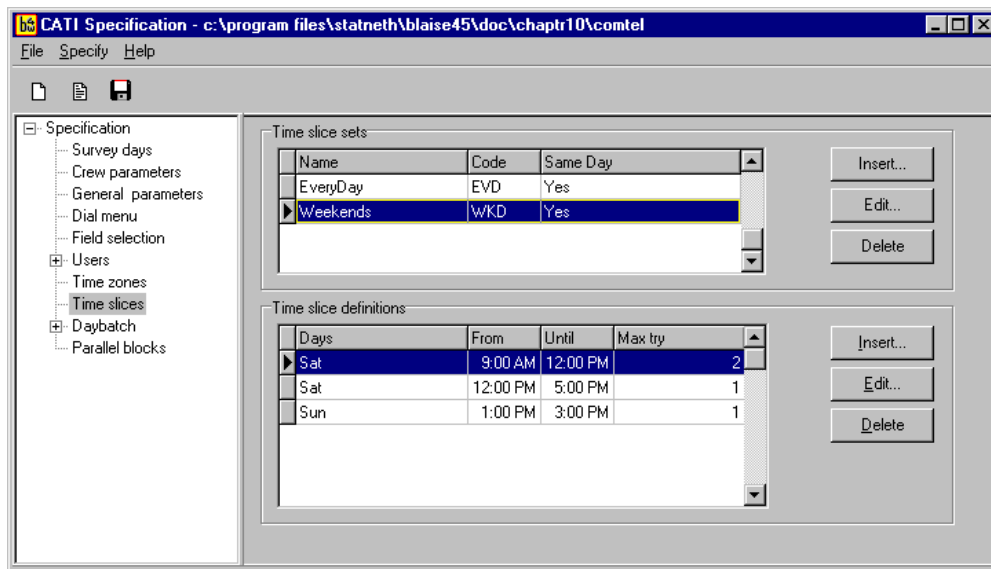 CATI Specification - c:\program files\statneth\blaise45\doc\chaptr10\comtel
File Specify Help
Specification
Survey days
Crew parameters
General parameters
Dial menu
Field selection
Users
Time zones
Time slices
Daybatch
Parallel blocks
Time slice sets
Name Code Same Day
EveryDay EVD Yes
Weekends WKD Yes
Insert...
Edit...
Delete
Time slice definitions
Days From Until Max try
Sat 9:00 AM 12:00 PM 2
Sat 12:00 PM 5:00 PM 1
Sun 1:00 PM 3:00 PM 1
Insert...
Edit...
Delete